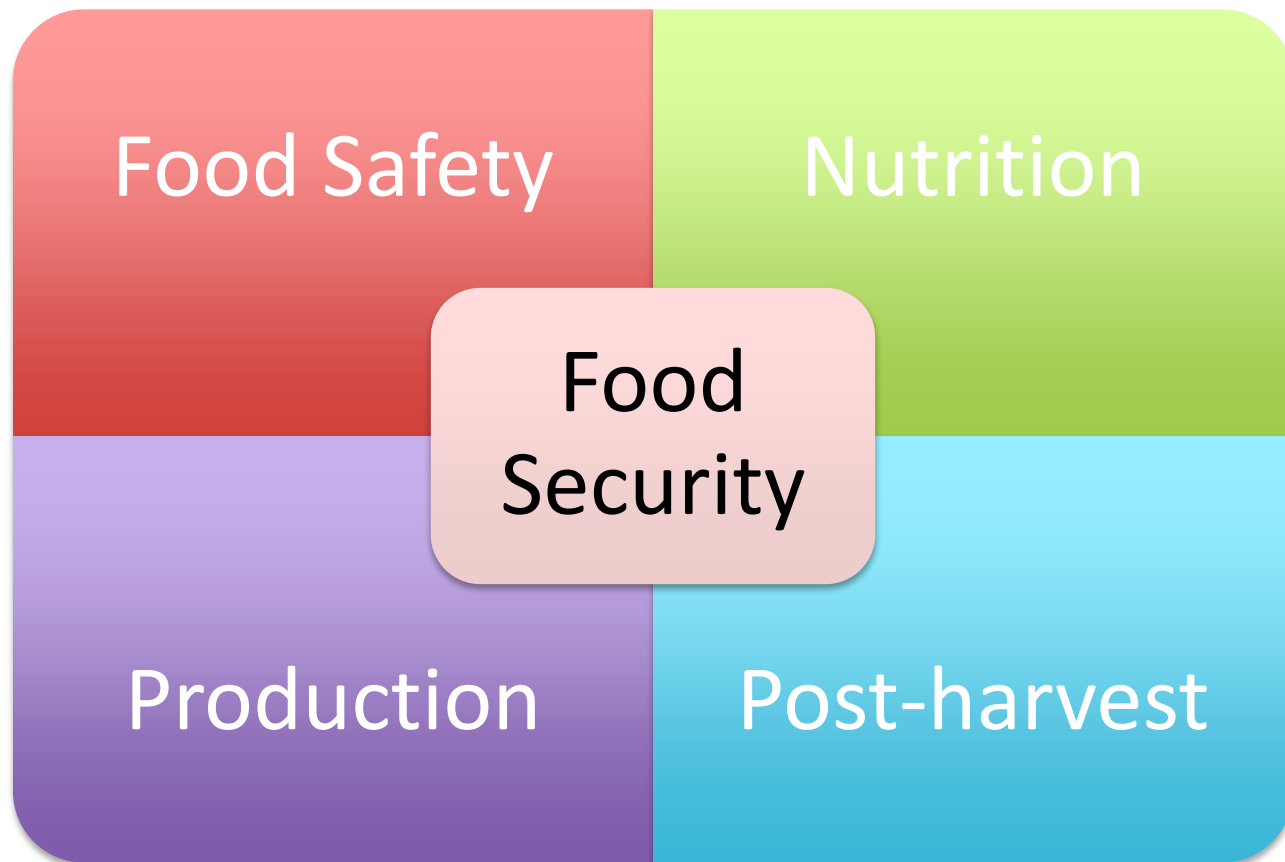 Food Safety
Nutrition
Food
Security
Production
Post-harvest